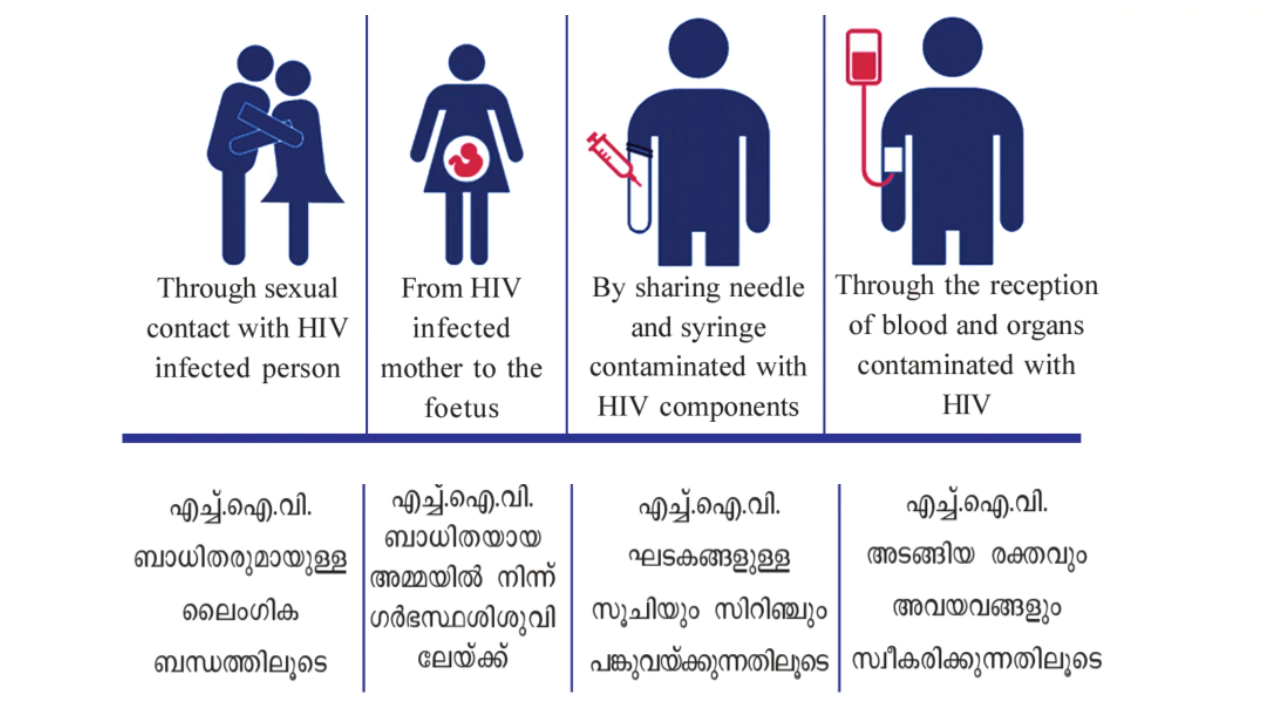 Through sexual
contact with HIV
infected person
From HIV
infected
mother to the
foetus
By sharing needle
and syringe
contaminated with
HIV components
Through the reception
of blood and organs
contaminated with
HIV
എച്ച്.ഐ.വി.
ബാധിതരുമായുള്ള
ലൈംഗിക
ബന്ധത്തിലൂടെ
എച്ച്.ഐ.വി.
ബാധിതയായ
അമ്മയിൽ നിന്ന്
ഗർഭസ്ഥശിശുവി
ലേയ്ക്ക്
എച്ച്.ഐ.വി.
ഘടകങ്ങളുള്ള
സൂചിയും സിറിഞ്ചും
പങ്കുവയ്ക്കുന്നതിലൂടെ
എച്ച്.ഐ.വി.
അടങ്ങിയ രക്തവും
അവയവങ്ങളും
സ്വീകരിക്കുന്നതിലൂടെ